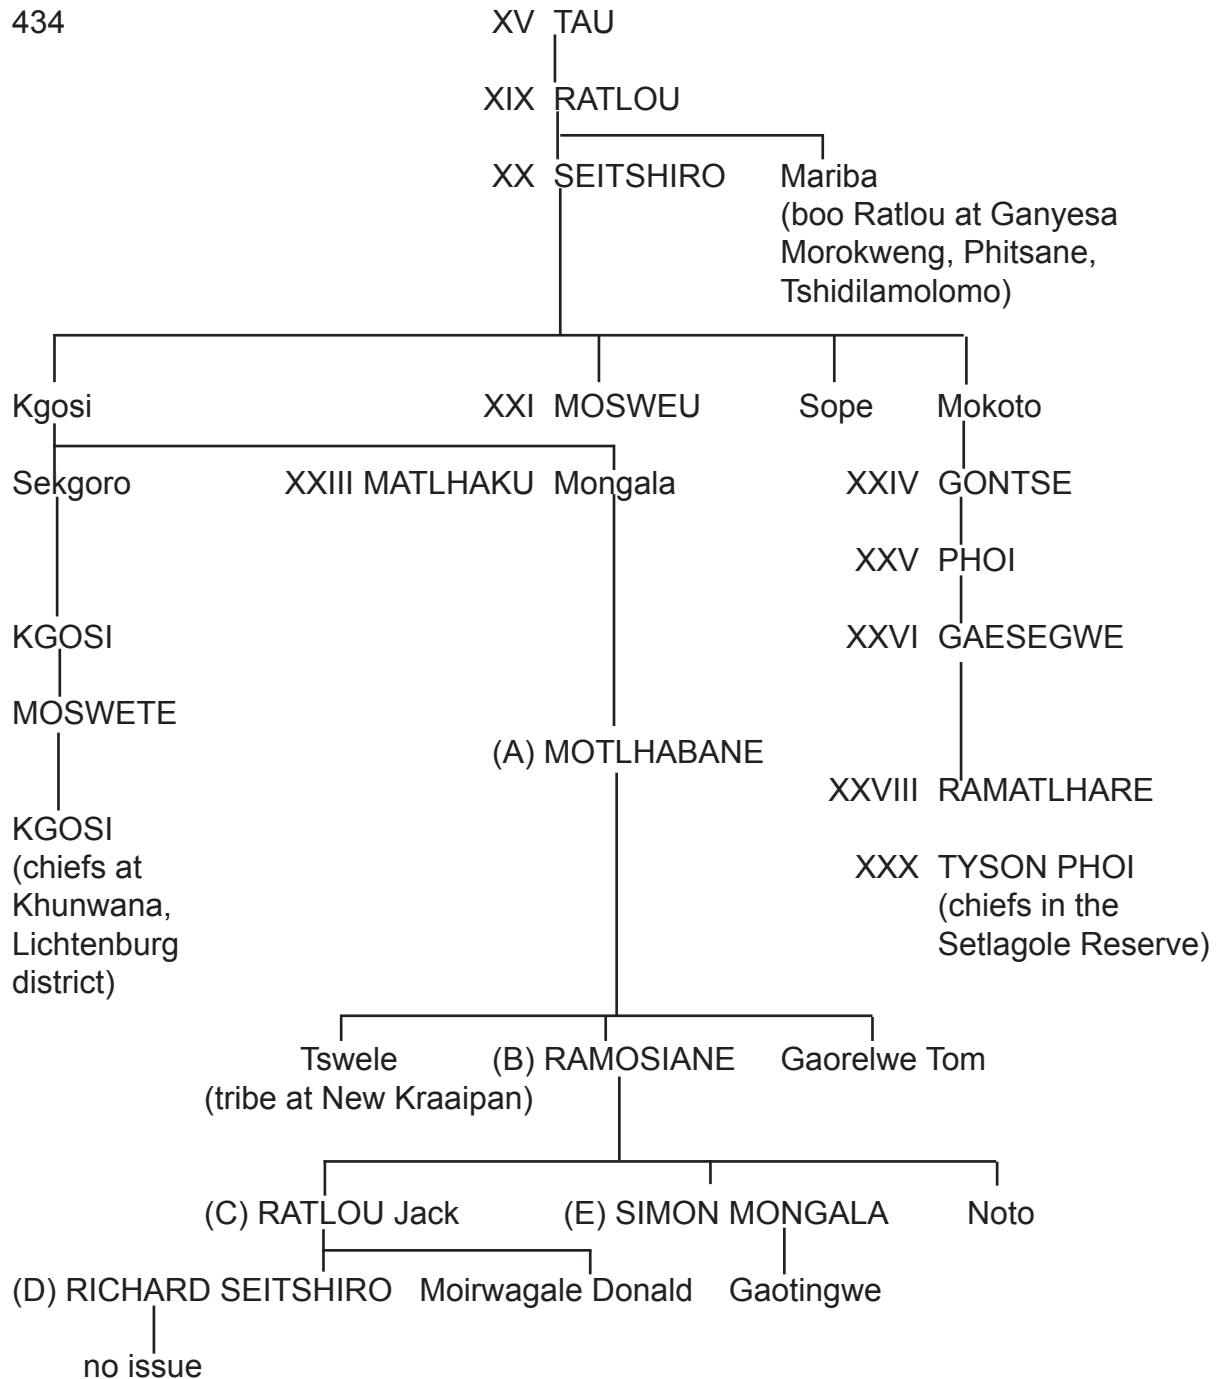 434
XV TAU
XIX RATLOU
XX SEITSHIRO
Mariba
(boo Ratlou at Ganyesa
Morokweng, Phitsane,
Tshidilamolomo)
Kgosi
XXI MOSWEU
Sope
Mokoto
Sekgoro
XXIII MATLHAKU
Mongala
XXIV GONTSE
XXV PHOI
KGOSI
XXVI GAESEGWE
MOSWETE
(A) MOTLHABANE
XXVIII RAMATLHARE
KGOSI
(chiefs at
Khunwana,
Lichtenburg
district)
XXX TYSON PHOI
(chiefs in the
Setlagole Reserve)
Tswele
(tribe at New Kraaipan)
(B) RAMOSIANE
Gaorelwe Tom
(C) RATLOU Jack
(E) SIMON MONGALA
Noto
(D) RICHARD SEITSHIRO
Moirwagale Donald
Gaotingwe
no issue